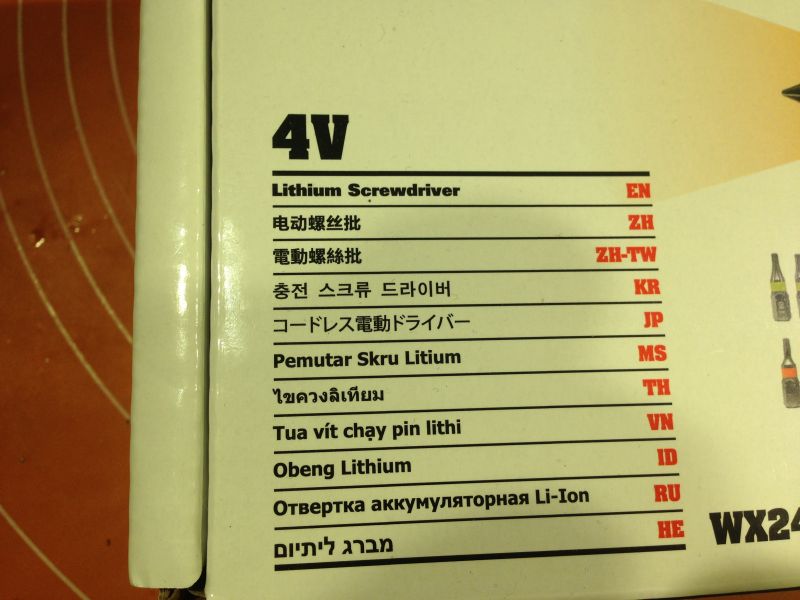 4V
Lithium Screwdriver EN
电动螺丝批 ZH
電動螺絲批 ZH-TW
충전 스크류 드라이버 KR
コードレス電動ドライバー JP
Pemutar Skru Litium MS
ไขควงลิเทียม TH
Tua vít chạy pin lithi VN
Obeng Lithium ID
Отвертка аккумуляторная Li-Ion RU
מברג ליתיום HE
WX24